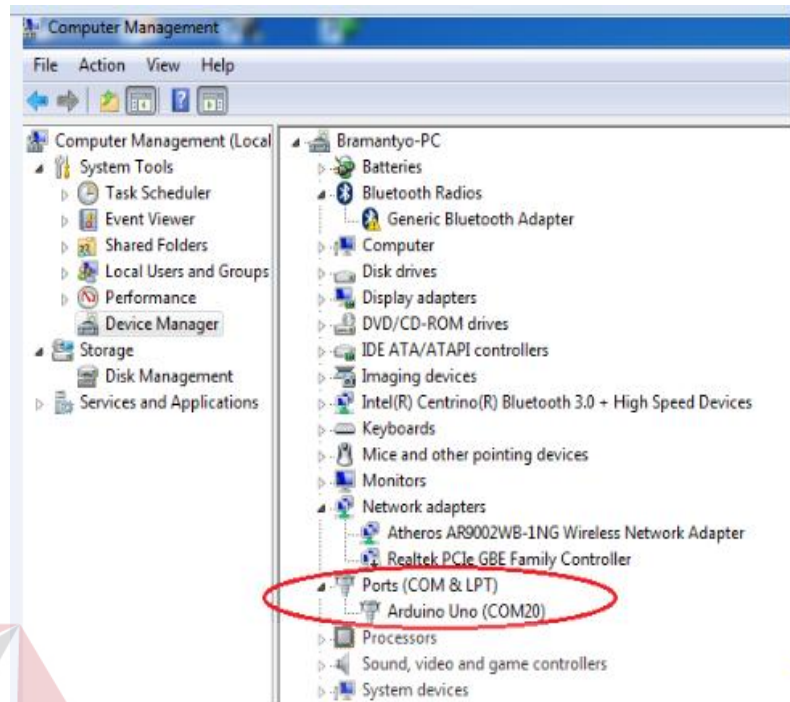 Computer Management
File Action View Help
Computer Management (Local
System Tools
Task Scheduler
Event Viewer
Shared Folders
Local Users and Groups
Performance
Device Manager
Storage
Disk Management
Services and Applications
Bramantyo-PC
Batteries
Bluetooth Radios
Generic Bluetooth Adapter
Computer
Disk drives
Display adapters
DVD/CD-ROM drives
IDE ATA/ATAPI controllers
Imaging devices
Intel(R) Centrino(R) Bluetooth 3.0 + High Speed Devices
Keyboards
Mice and other pointing devices
Monitors
Network adapters
Atheros AR9002WB-1NG Wireless Network Adapter
Realtek PCIe GBE Family Controller
Ports (COM & LPT)
Arduino Uno (COM20)
Processors
Sound, video and game controllers
System devices